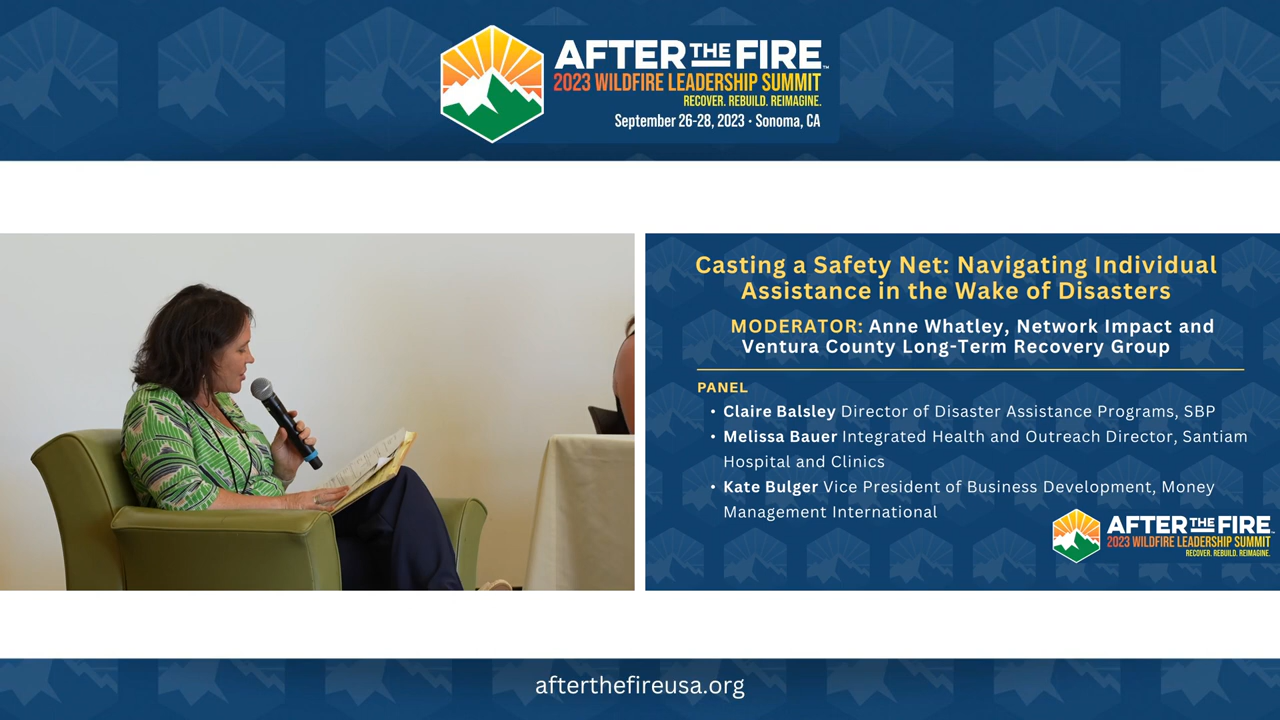 AFTER THE FIRE™
2023 WILDFIRE LEADERSHIP SUMMIT
RECOVER. REBUILD. REIMAGINE.
September 26-28, 2023 • Sonoma, CA
Casting a Safety Net: Navigating Individual
Assistance in the Wake of Disasters
MODERATOR: Anne Whatley, Network Impact and
Ventura County Long-Term Recovery Group
PANEL
• Claire Balsley Director of Disaster Assistance Programs, SBP
• Melissa Bauer Integrated Health and Outreach Director, Santiam
Hospital and Clinics
• Kate Bulger Vice President of Business Development, Money
Management International
AFTER THE FIRE
2023 WILDFIRE LEADERSHIP SUMMIT
RECOVER. REBUILD. REIMAGINE.
afterthefireusa.org